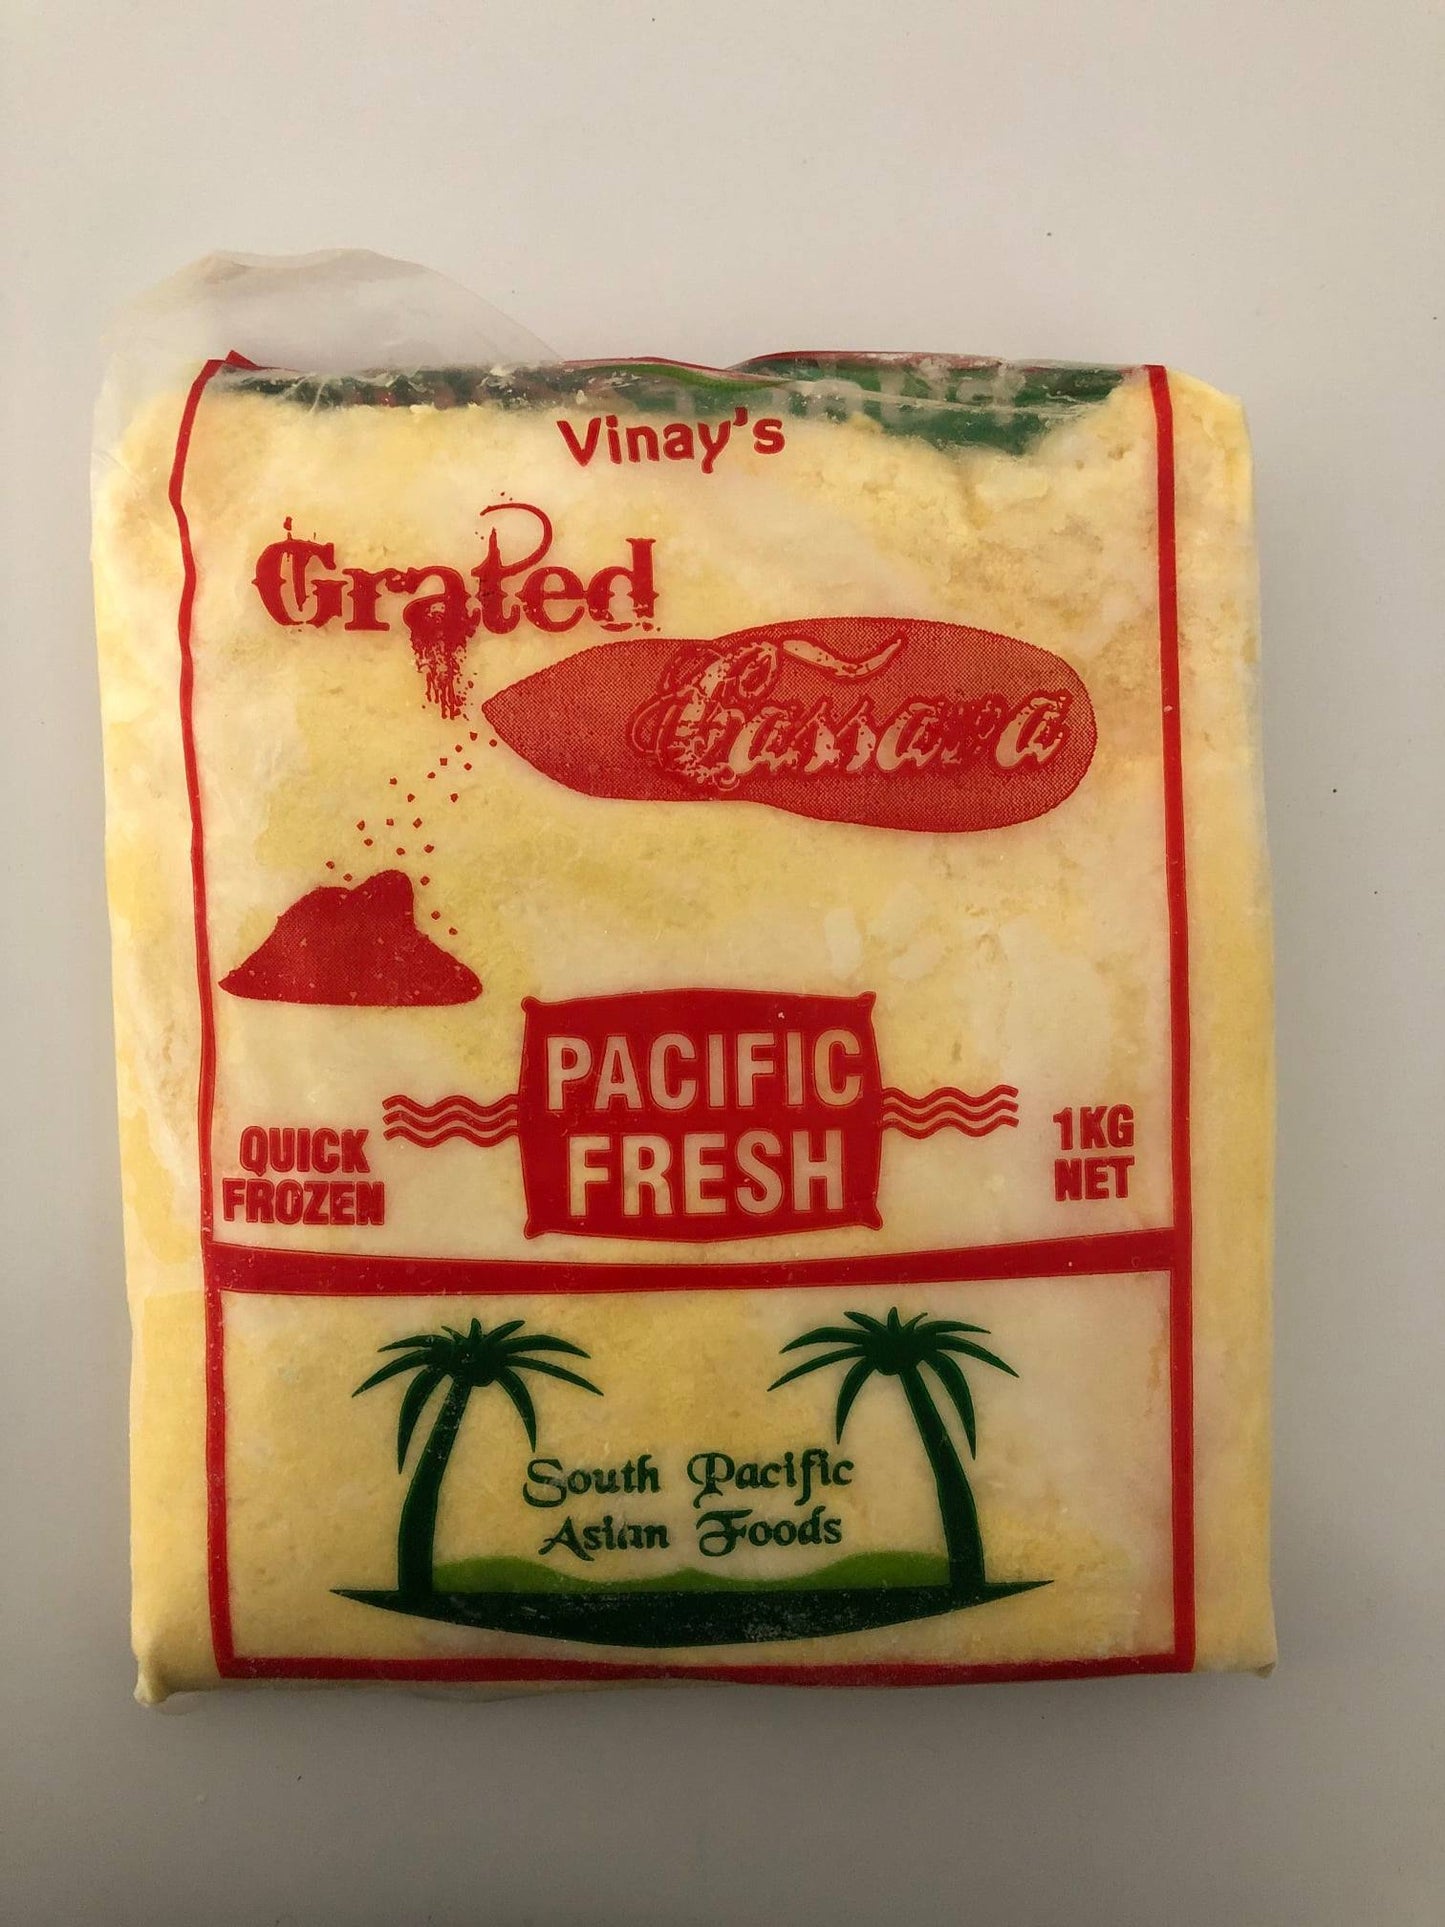 Vinay's
Grated
Cassava
PACIFIC
FRESH
QUICK
FROZEN
1KG
NET
South Pacific
Asian Foods